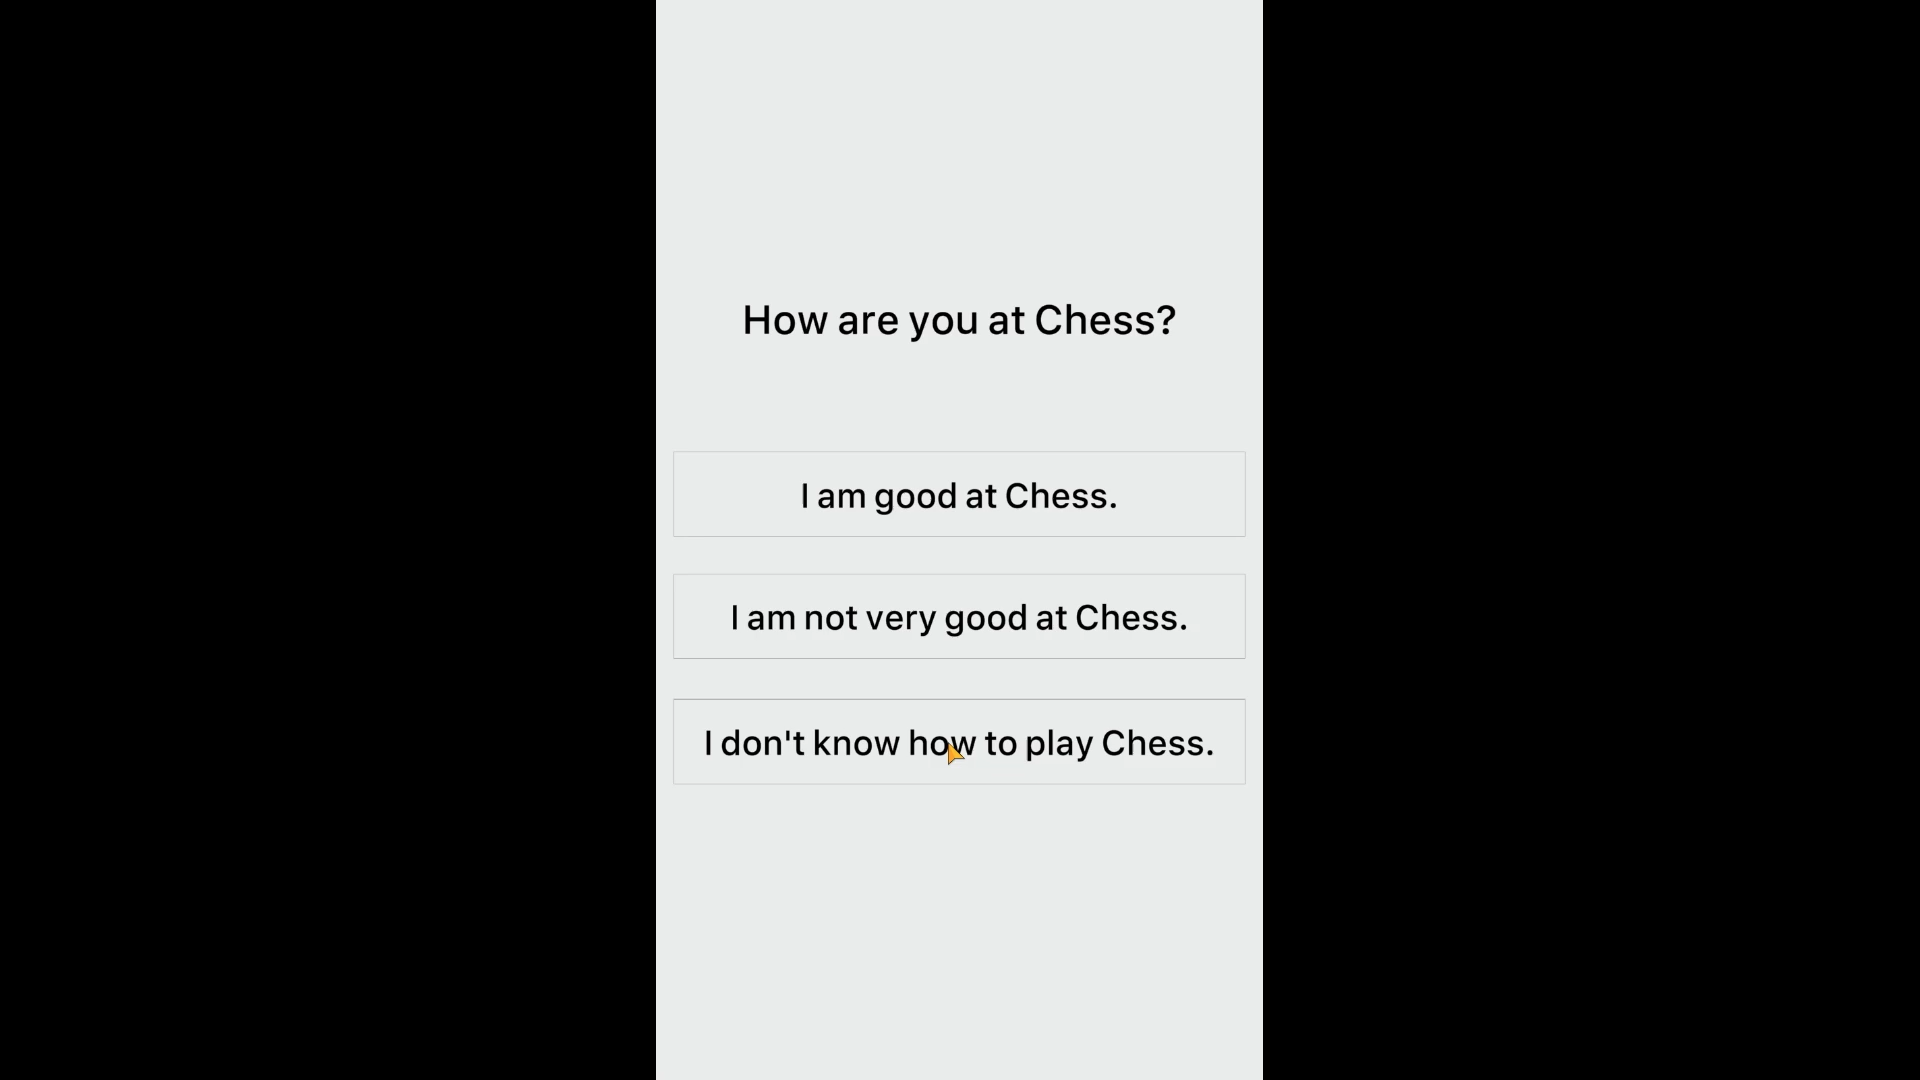 How are you at Chess?
I am good at Chess.
I am not very good at Chess.
I don't know how to play Chess.